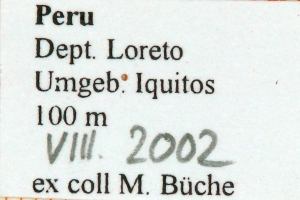 Peru
Dept. Loreto
Umgeb. Iquitos
100 m
VIII. 2002
ex coll M. Büche